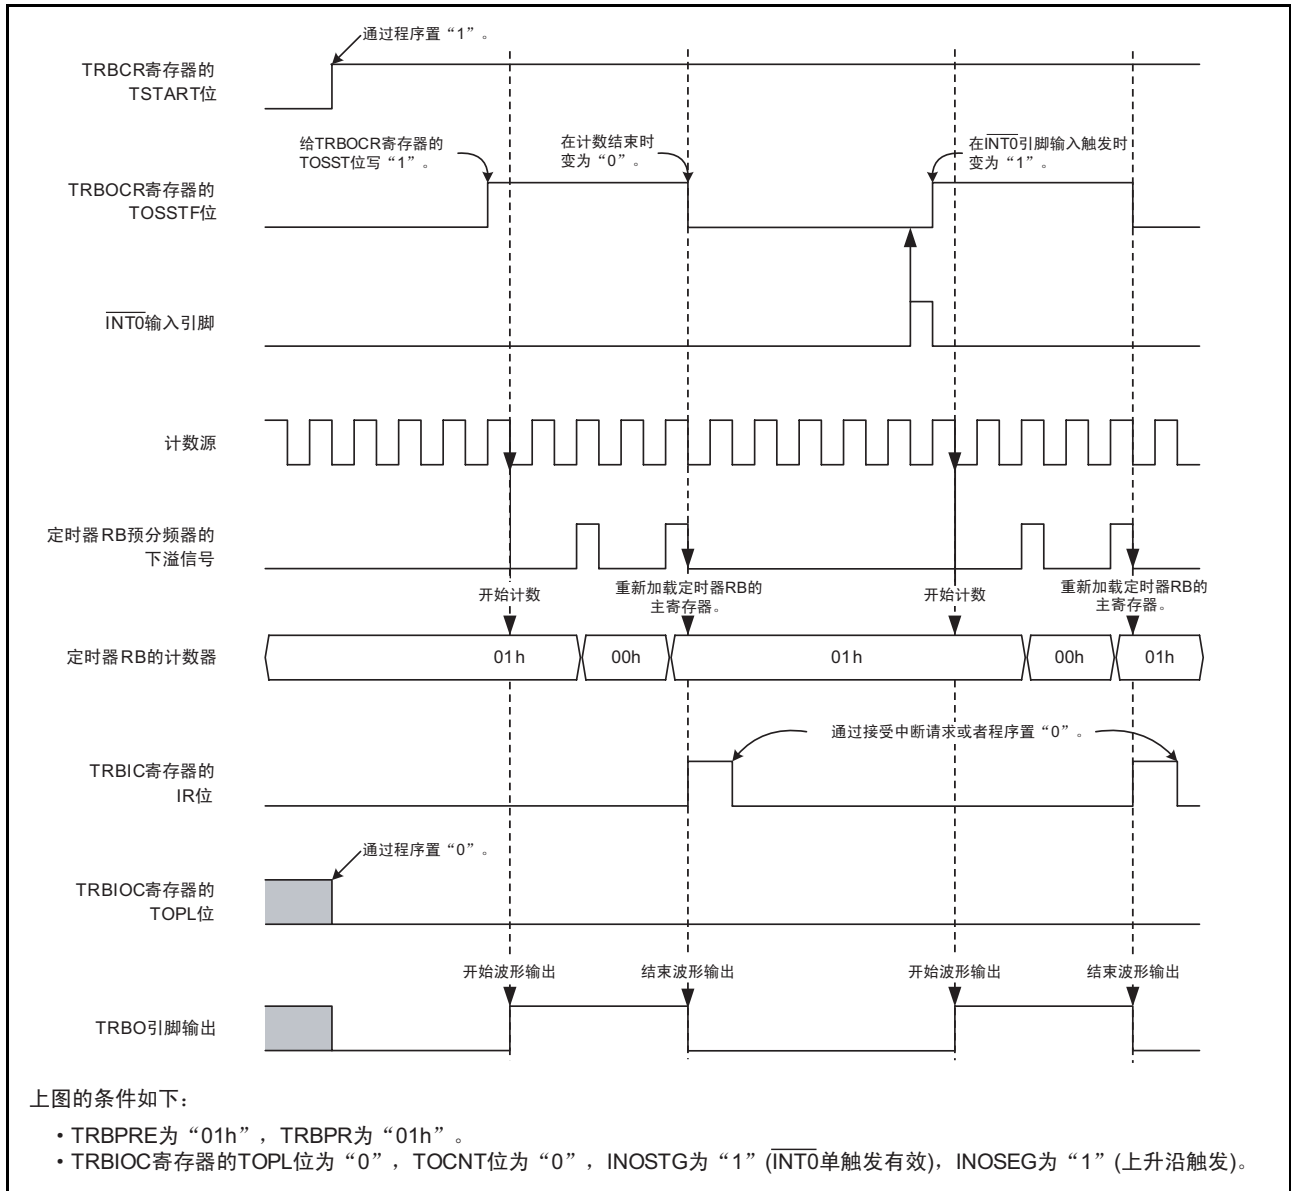 通过程序置“1”。
TRBCR寄存器的
TSTART位
给TRBOCR寄存器的
TOSST位写“1”。
在计数结束时
变为“0”。
在INT0引脚输入触发时
变为“1”。
TRBOCR寄存器的
TOSSTF位
INT0输入引脚
计数源
定时器RB预分频器的
下溢信号
开始计数
重新加载定时器RB的
主寄存器。
开始计数
重新加载定时器RB的
主寄存器。
定时器RB的计数器
01h
00h
01h
00h
01h
通过接受中断请求或者程序置“0”。
TRBIC寄存器的
IR位
通过程序置“0”。
TRBIOC寄存器的
TOPL位
开始波形输出
结束波形输出
开始波形输出
结束波形输出
TRBO引脚输出
上图的条件如下：
・TRBPRE为“01h”，TRBPR为“01h”。
・TRBIOC寄存器的TOPL位为“0”，TOCNT位为“0”，INOSTG为“1”(INT0单触发有效)，INOSEG为“1”(上升沿触发)。